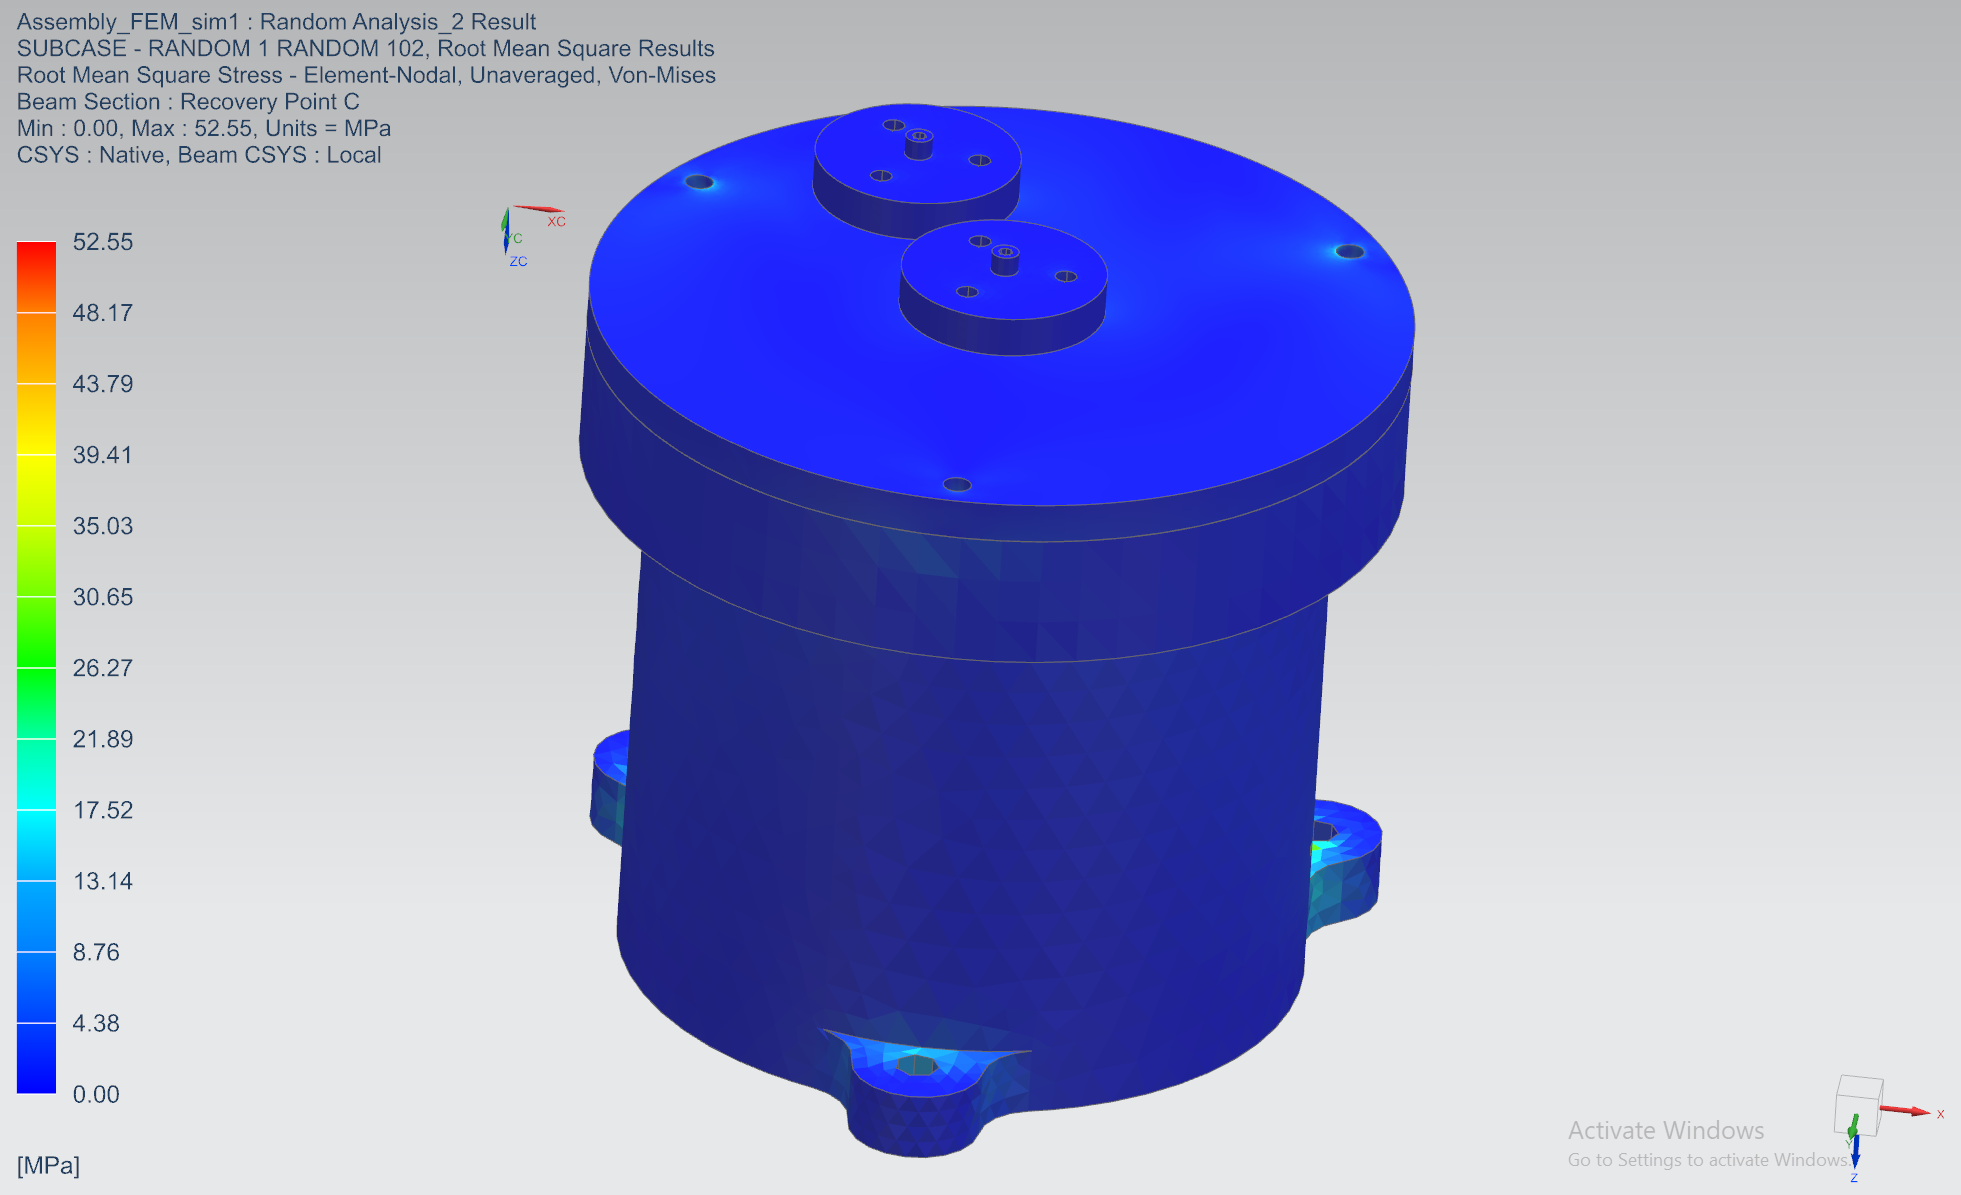 Assembly_FEM_sim1 : Random Analysis_2 Result
SUBCASE - RANDOM 1 RANDOM 102, Root Mean Square Results
Root Mean Square Stress - Element-Nodal, Unaveraged, Von-Mises
Beam Section : Recovery Point C
Min : 0.00, Max : 52.55, Units = MPa
CSYS : Native, Beam CSYS : Local
XC
YC
ZC
52.55
48.17
43.79
39.41
35.03
30.65
26.27
21.89
17.52
13.14
8.76
4.38
0.00
[MPa]
X
Y
Z
Activate Windows
Go to Settings to activate Windows.